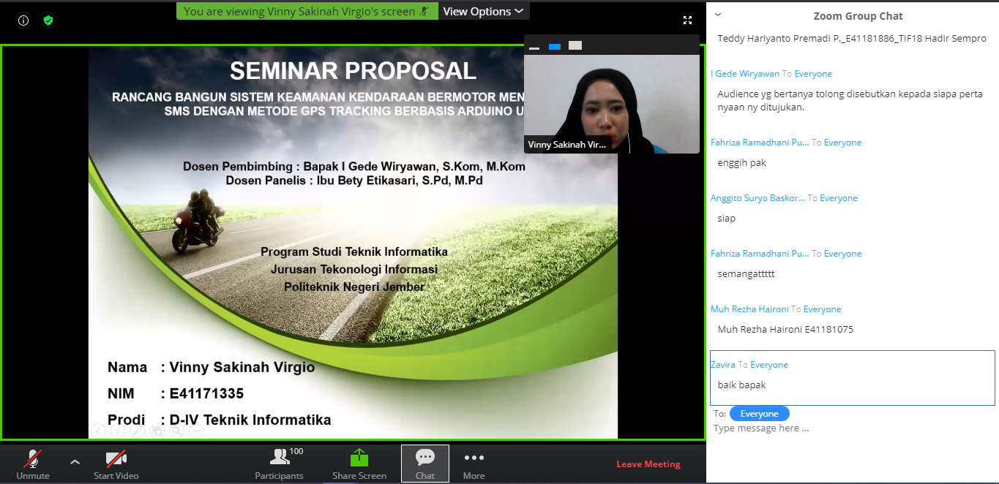 You are viewing Vinny Sakinah Virgio's screen
View Options
SEMINAR PROPOSAL
RANCANG BANGUN SISTEM KEAMANAN KENDARAAN BERMOTOR MEN
SMS DENGAN METODE GPS TRACKING BERBASIS ARDUINO U
Vinny Sakinah Vir...
Dosen Pembimbing : Bapak I Gede Wiryawan, S.Kom, M.Kom
Dosen Panelis : Ibu Bety Etikasari, S.Pd, M.Pd
Program Studi Teknik Informatika
Jurusan Tekonologi Informasi
Politeknik Negeri Jember
Nama : Vinny Sakinah Virgio
NIM : E41171335
Prodi : D-IV Teknik Informatika
Unmute
Start Video
Participants
100
Share Screen
Chat
More
Leave Meeting
Zoom Group Chat
Teddy Hariyanto Premadi P._E41181886_TIF18 Hadir Sempro
I Gede Wiryawan To Everyone
Audience yg bertanya tolong disebutkan kepada siapa perta
nyaan ny ditujukan.
Fahriza Ramadhani Pu... To Everyone
enggih pak
Anggito Suryo Baskor... To Everyone
siap
Fahriza Ramadhani Pu... To Everyone
semangattttt
Muh Rezha Haironi To Everyone
Muh Rezha Haironi E41181075
Zavira To Everyone
baik bapak
To: Everyone
Type message here ...